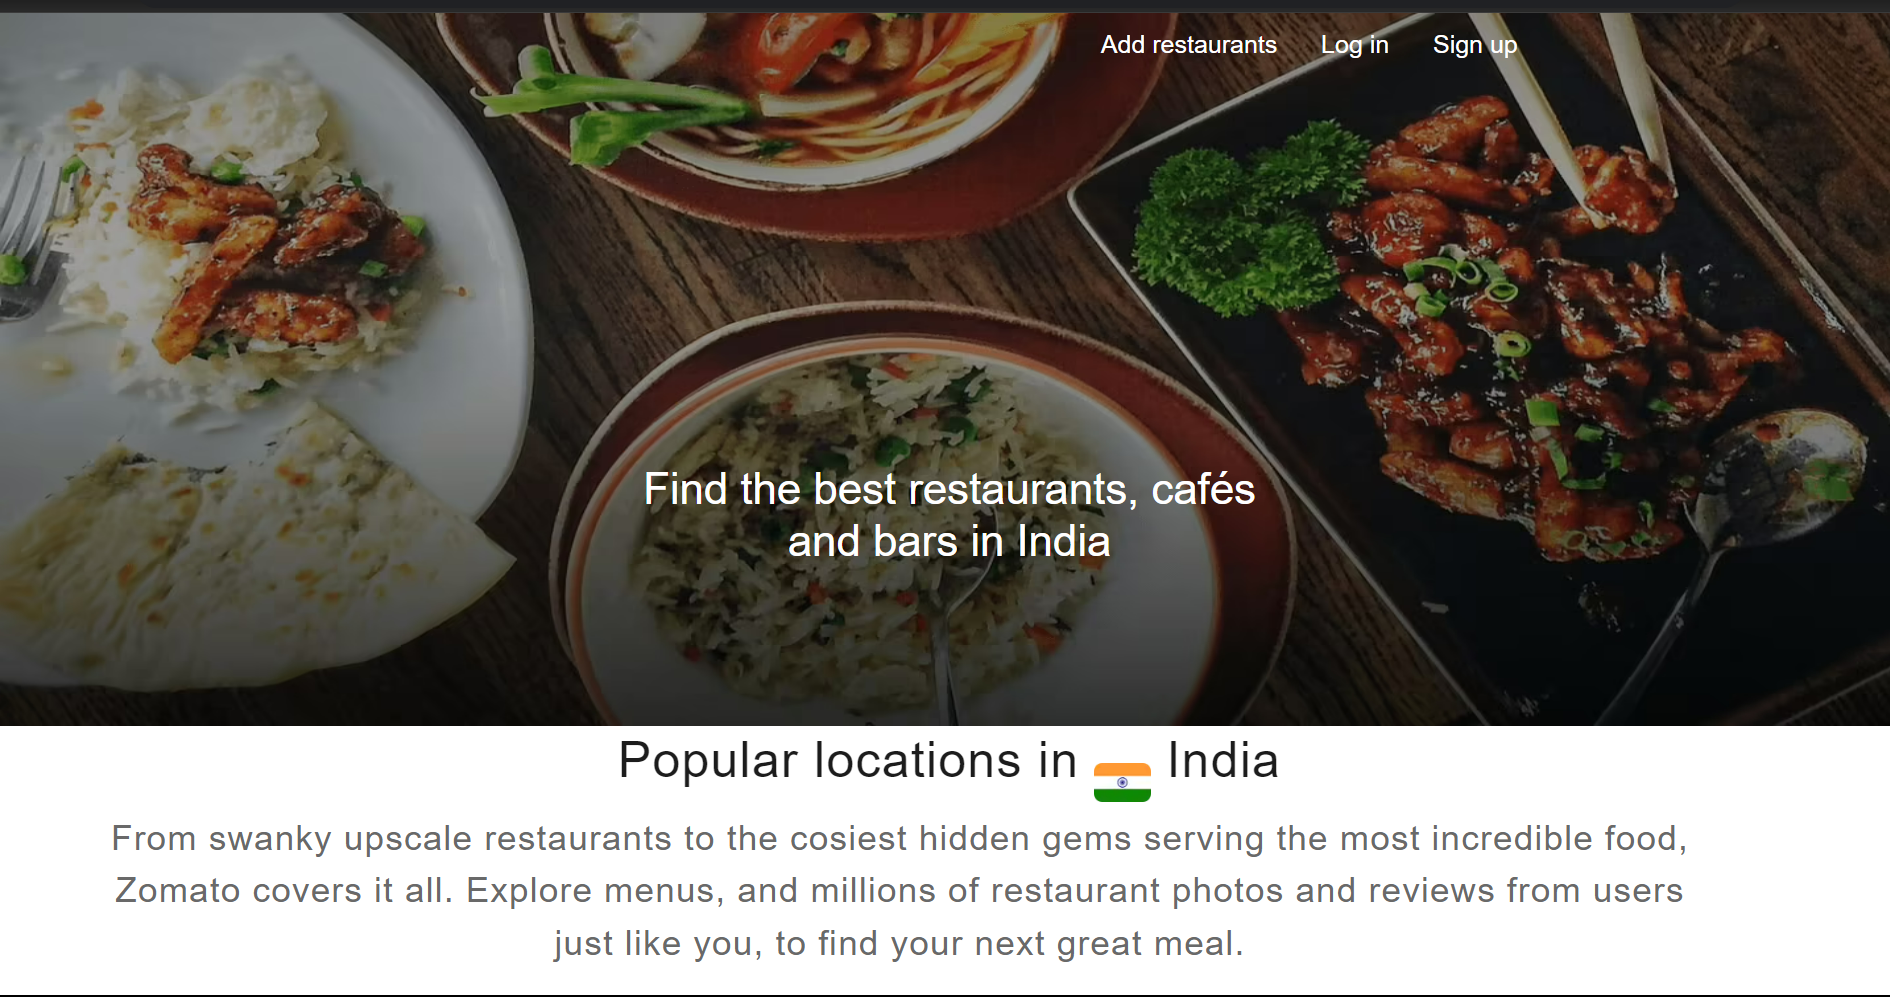 Add restaurants Log in Sign up
Find the best restaurants, cafés
and bars in India
Popular locations in India
From swanky upscale restaurants to the cosiest hidden gems serving the most incredible food,
Zomato covers it all. Explore menus, and millions of restaurant photos and reviews from users
just like you, to find your next great meal.